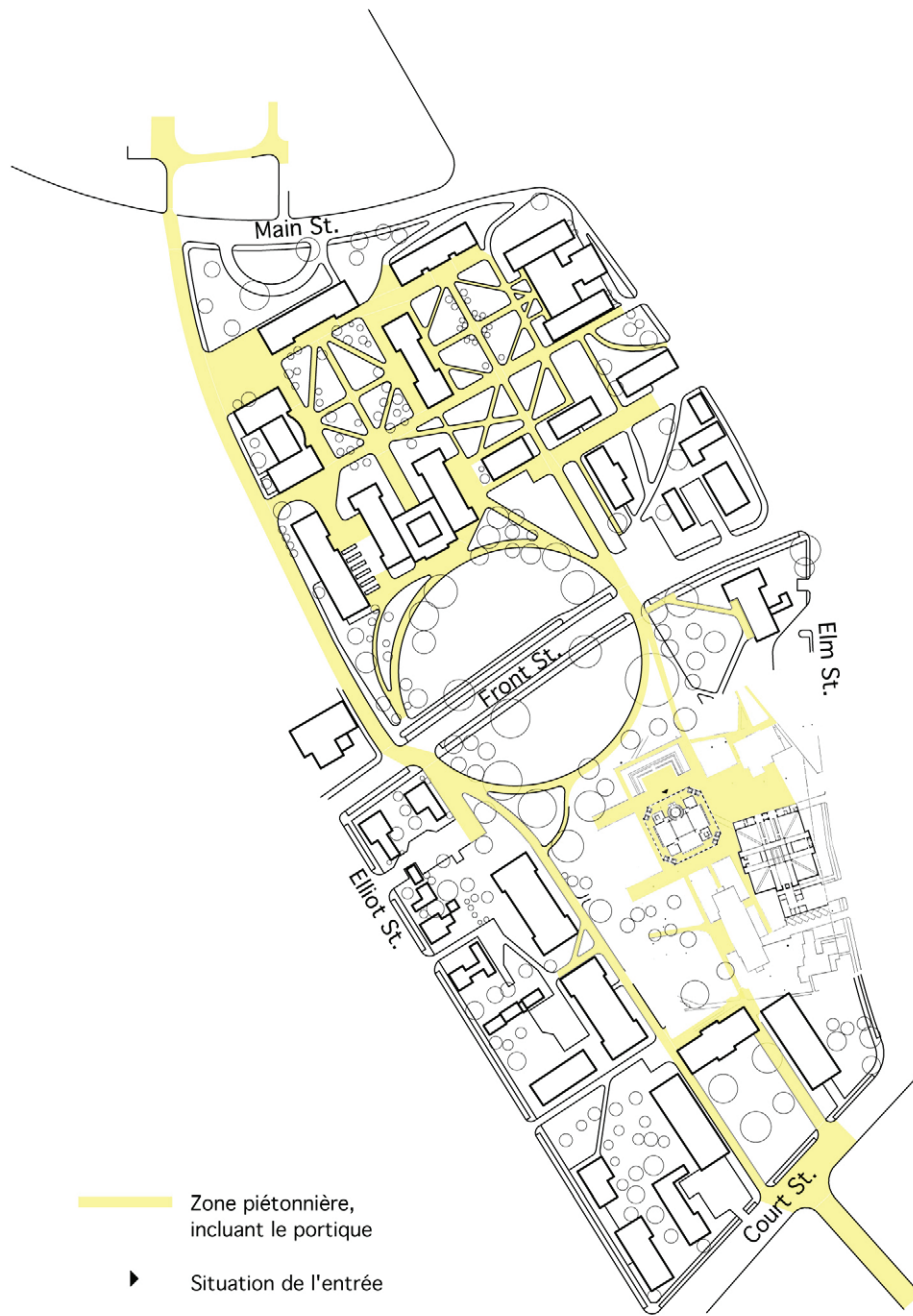 Main St.
Front St.
Elm St.
Elliot St.
Court St.
Zone piétonnière,
incluant le portique
Situation de l'entrée